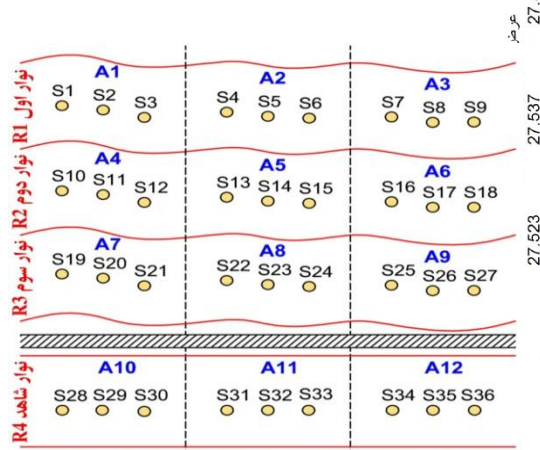 عرض
27.537
27.523
A1 A2 A3
S1 S2 S3 S4 S5 S6 S7 S8 S9
نوار اول R1
A4 A5 A6
S10 S11 S12 S13 S14 S15 S16 S17 S18
نوار دوم R2
A7 A8 A9
S19 S20 S21 S22 S23 S24 S25 S26 S27
نوار سوم R3
A10 A11 A12
S28 S29 S30 S31 S32 S33 S34 S35 S36
نوار شاهد R4